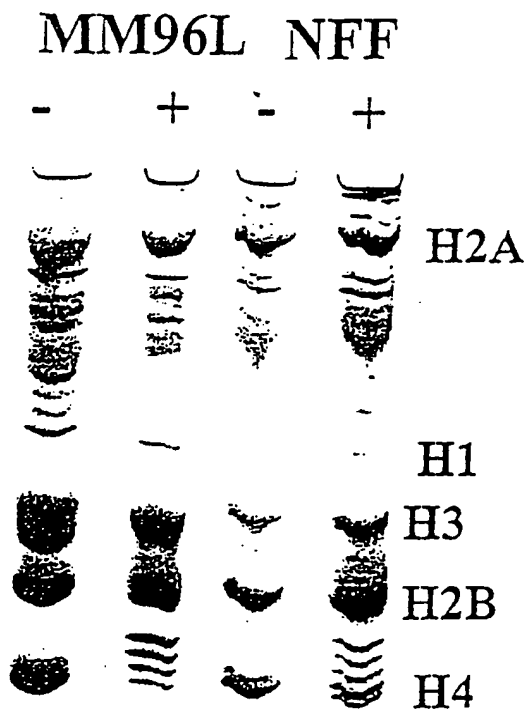 MM96L NFF
- + - +
H2A
H1
H3
H2B
H4